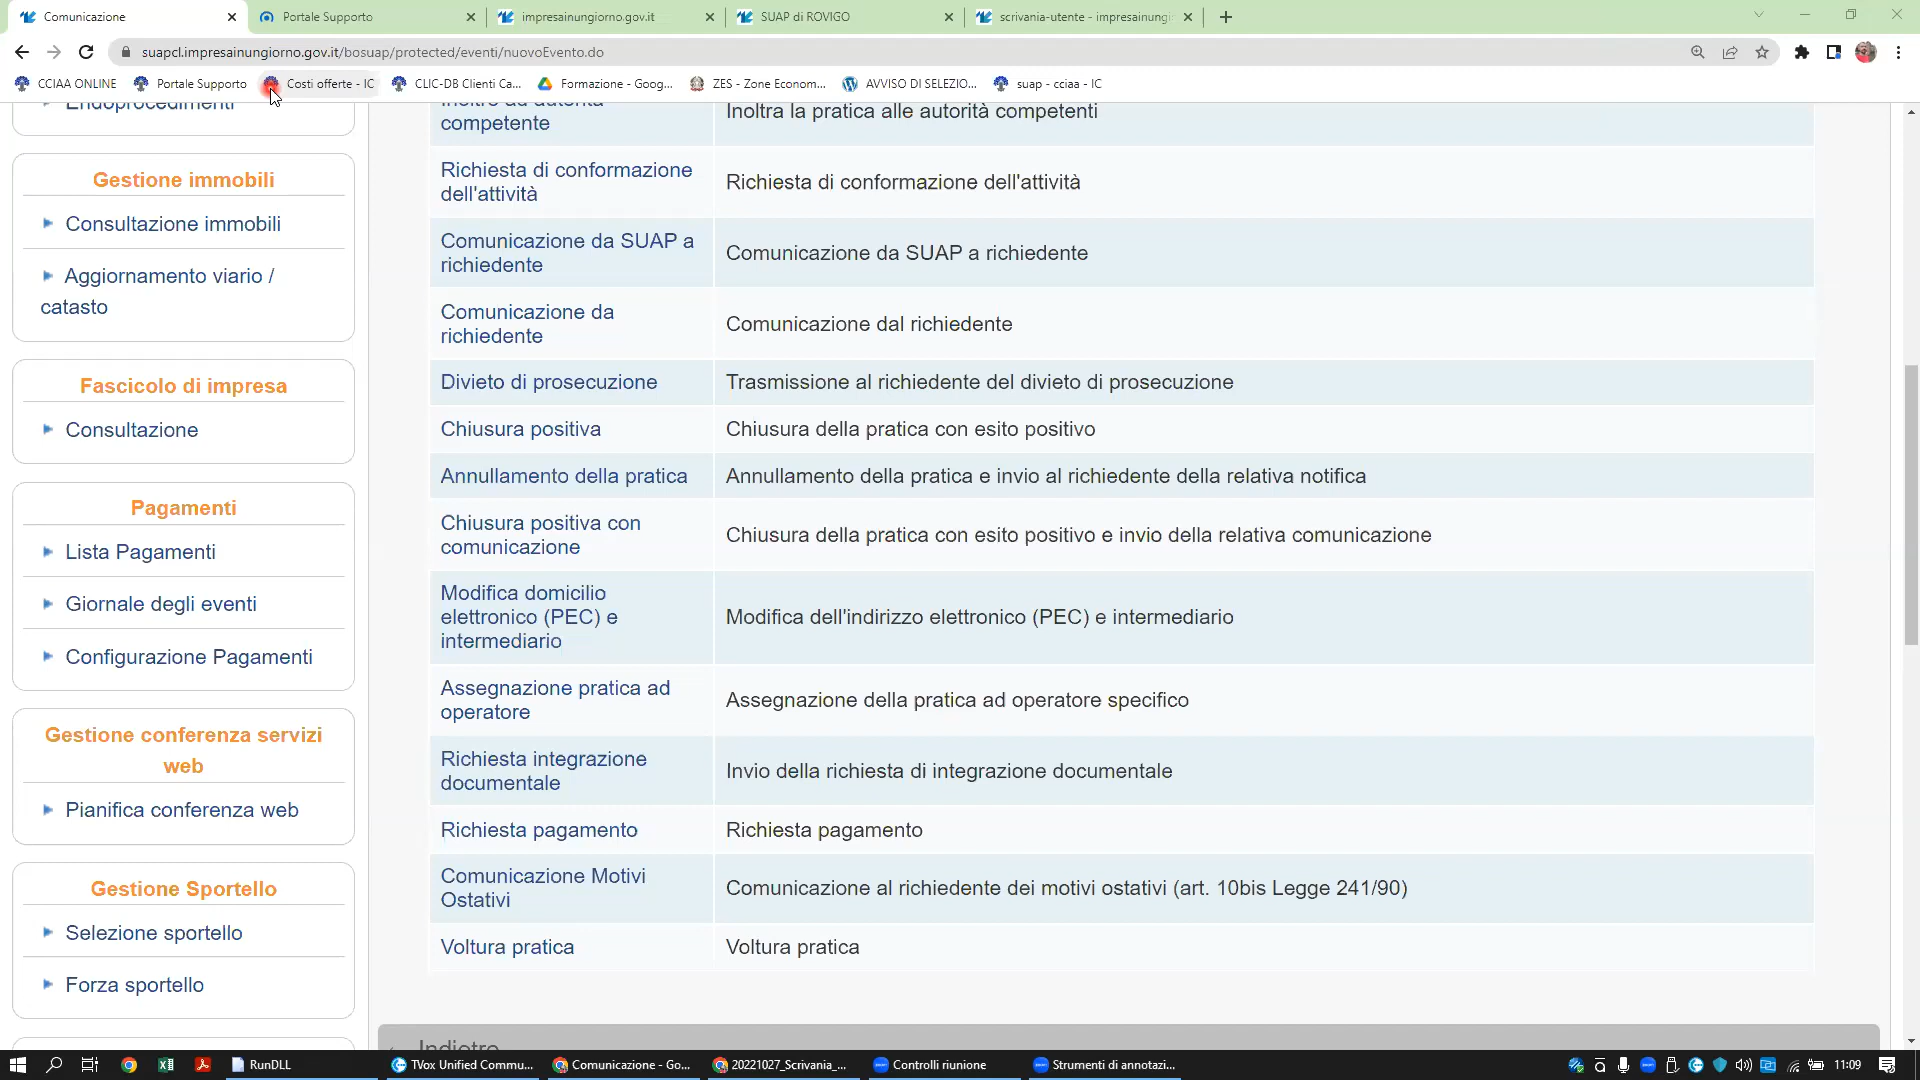 Comunicazione
Portale Supporto
impresainungiorno.gov.it
SUAP di ROVIGO
scrivania-utente - impresainungi
suapcl.impresainungiorno.gov.it/bosuap/protected/eventi/nuovoEvento.do
CCIAA ONLINE
Portale Supporto
Costi offerte - IC
CLIC-DB Clienti Ca...
Formazione - Goog...
ZES - Zone Econom...
AVVISO DI SELEZIO...
suap - cciaa - IC
Endoprocedimenti
Gestione immobili
Consultazione immobili
Aggiornamento viario /
catasto
Fascicolo di impresa
Consultazione
Pagamenti
Lista Pagamenti
Giornale degli eventi
Configurazione Pagamenti
Gestione conferenza servizi
web
Pianifica conferenza web
Gestione Sportello
Selezione sportello
Forza sportello
Inoltro ad autorità
competente
Inoltra la pratica alle autorità competenti
Richiesta di conformazione
dell'attività
Richiesta di conformazione dell'attività
Comunicazione da SUAP a
richiedente
Comunicazione da SUAP a richiedente
Comunicazione da
richiedente
Comunicazione dal richiedente
Divieto di prosecuzione
Trasmissione al richiedente del divieto di prosecuzione
Chiusura positiva
Chiusura della pratica con esito positivo
Annullamento della pratica
Annullamento della pratica e invio al richiedente della relativa notifica
Chiusura positiva con
comunicazione
Chiusura della pratica con esito positivo e invio della relativa comunicazione
Modifica domicilio
elettronico (PEC) e
intermediario
Modifica dell'indirizzo elettronico (PEC) e intermediario
Assegnazione pratica ad
operatore
Assegnazione della pratica ad operatore specifico
Richiesta integrazione
documentale
Invio della richiesta di integrazione documentale
Richiesta pagamento
Richiesta pagamento
Comunicazione Motivi
Ostativi
Comunicazione al richiedente dei motivi ostativi (art. 10bis Legge 241/90)
Voltura pratica
Voltura pratica
Indietro
RunDLL
TVox Unified Commu...
Comunicazione - Go...
20221027_Scrivania_...
Controlli riunione
Strumenti di annotazi...
11:09